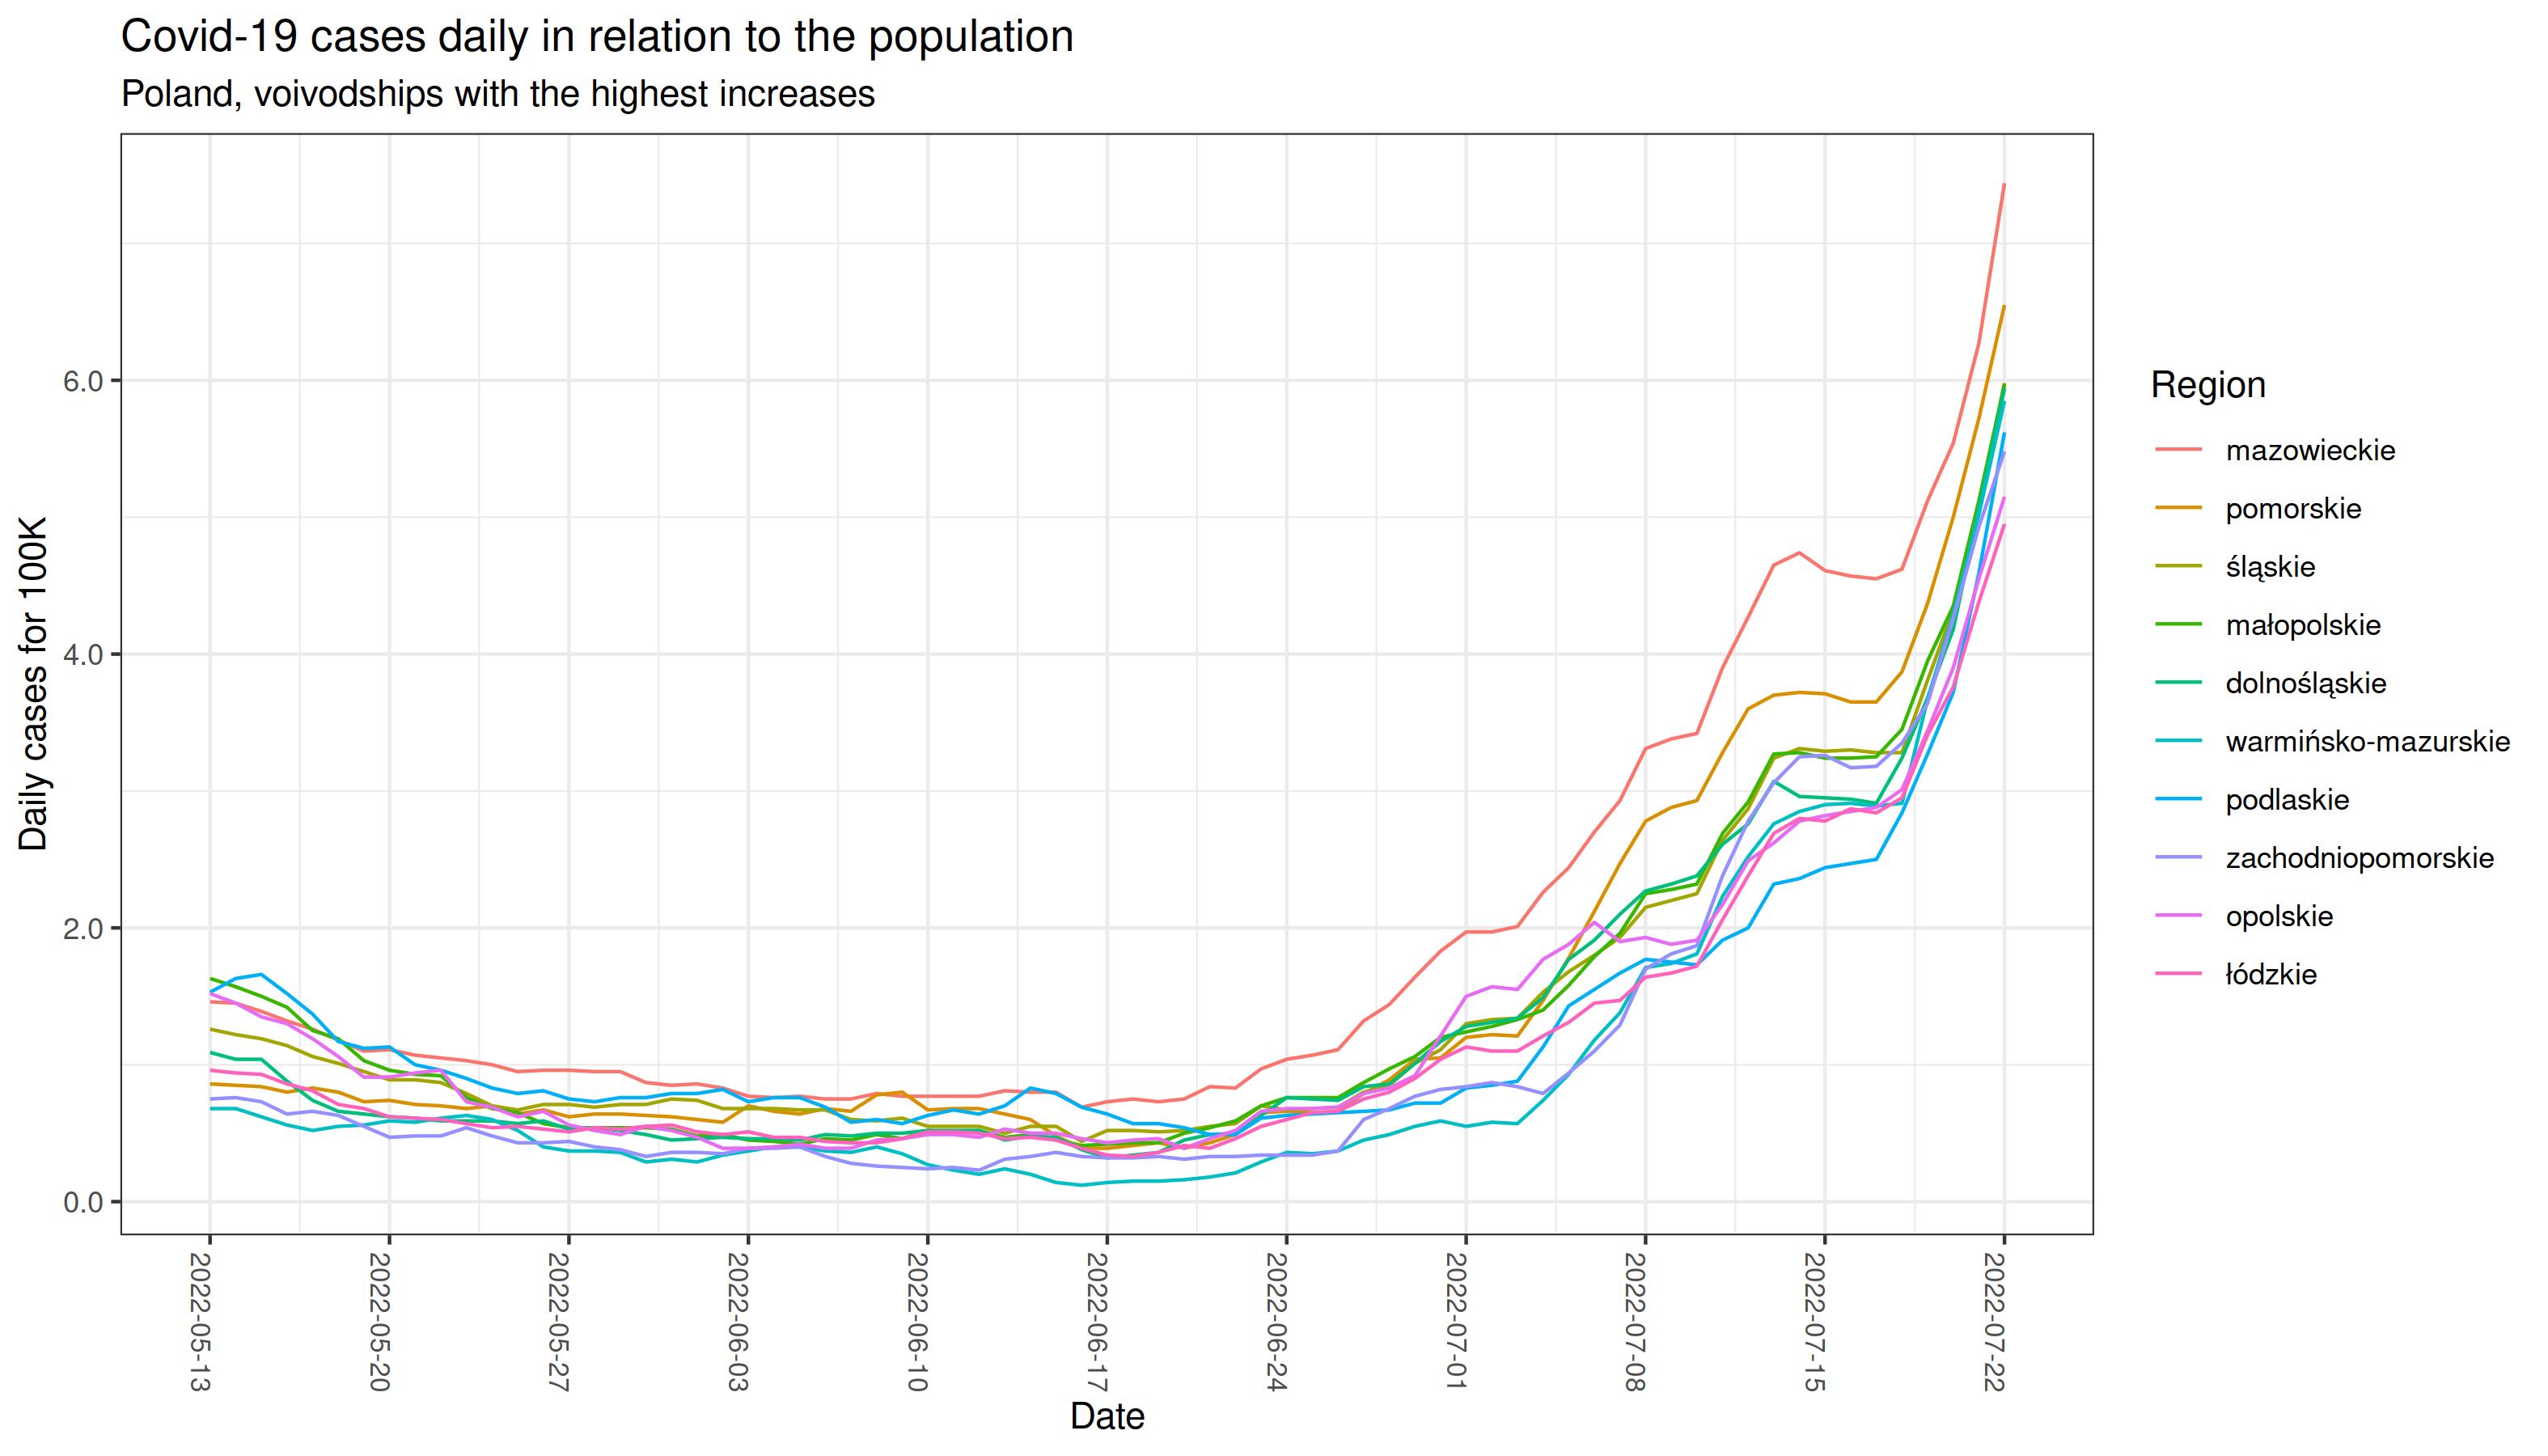 Covid-19 cases daily in relation to the population
Poland, voivodships with the highest increases
Daily cases for 100K
6.0
4.0
2.0
0.0
2022-05-13
2022-05-20
2022-05-27
2022-06-03
2022-06-10
2022-06-17
2022-06-24
2022-07-01
2022-07-08
2022-07-15
2022-07-22
Date
Region
mazowieckie
pomorskie
śląskie
małopolskie
dolnośląskie
warmińsko-mazurskie
podlaskie
zachodniopomorskie
opolskie
łódzkie